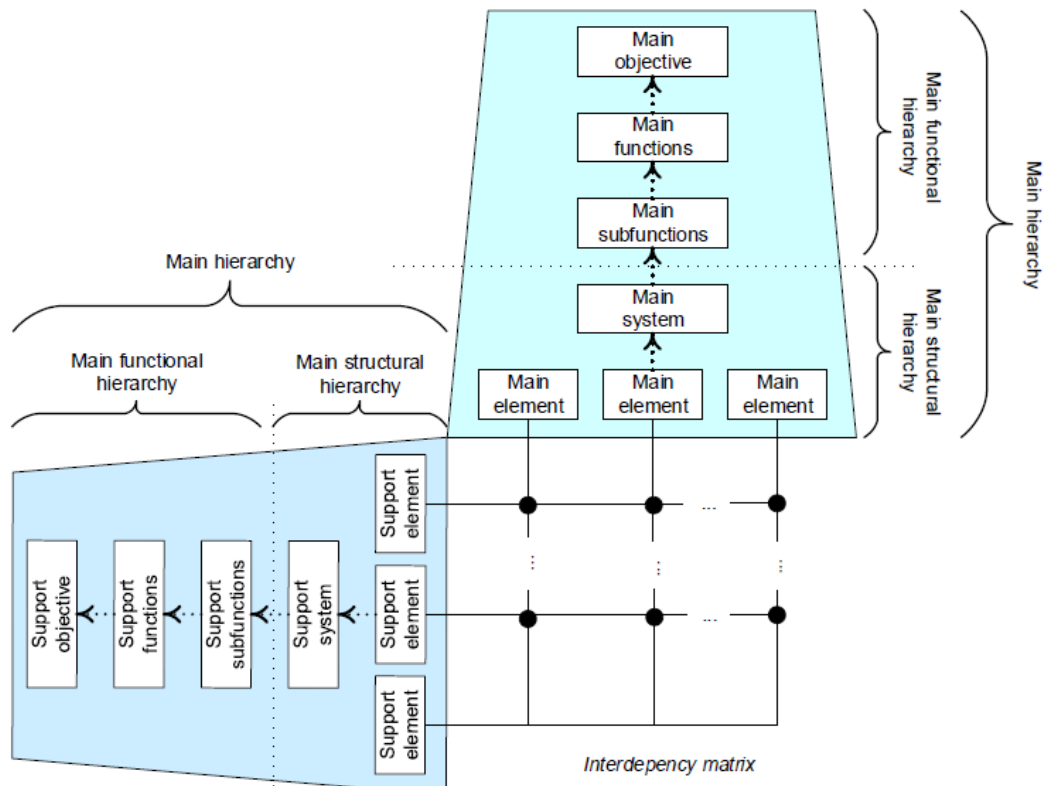 Main
objective
Main
functions
Main
subfunctions
Main
system
Main
element
Main
element
Main
element
Main functional
hierarchy
Main structural
hierarchy
Main hierarchy
Main hierarchy
Main functional
hierarchy
Main structural
hierarchy
Support
element
Support
objective
Support
functions
Support
subfunctions
Support
system
Support
element
Support
element
...
...
...
...
...
Interdepency matrix